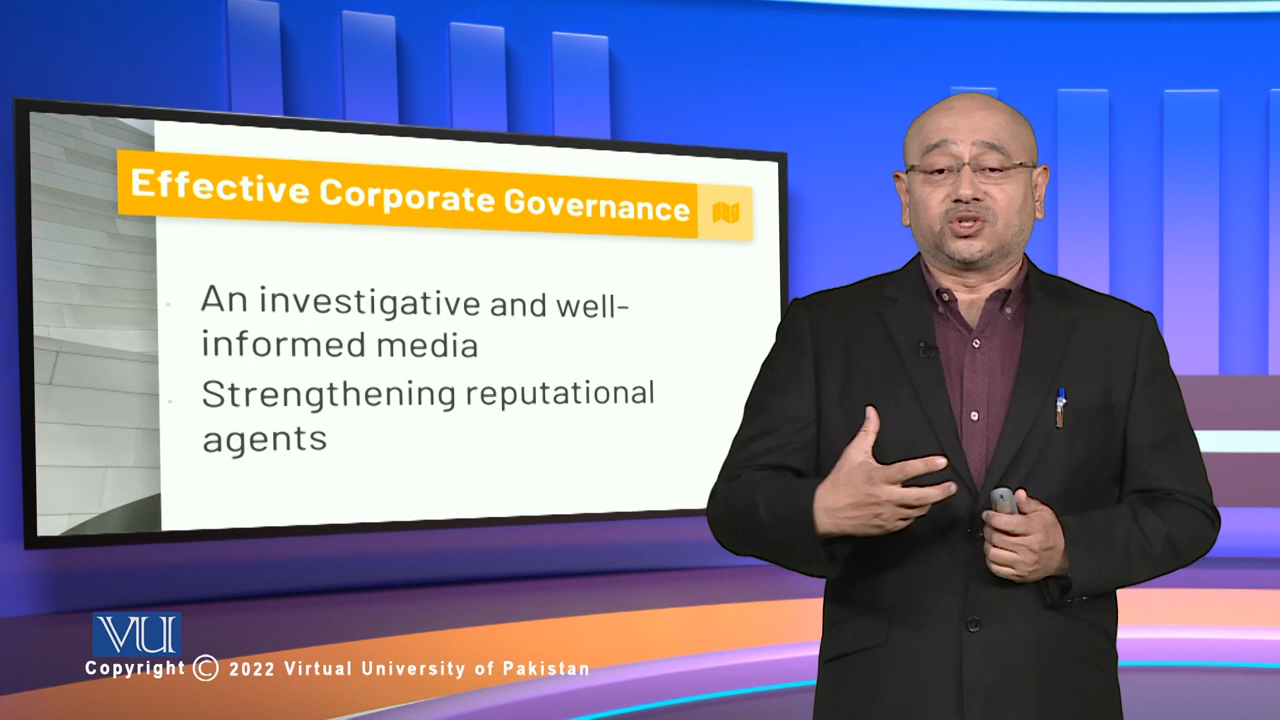 Effective Corporate Governance
An investigative and well-
informed media
Strengthening reputational
agents
VU
Copyright © 2022 Virtual University of Pakistan